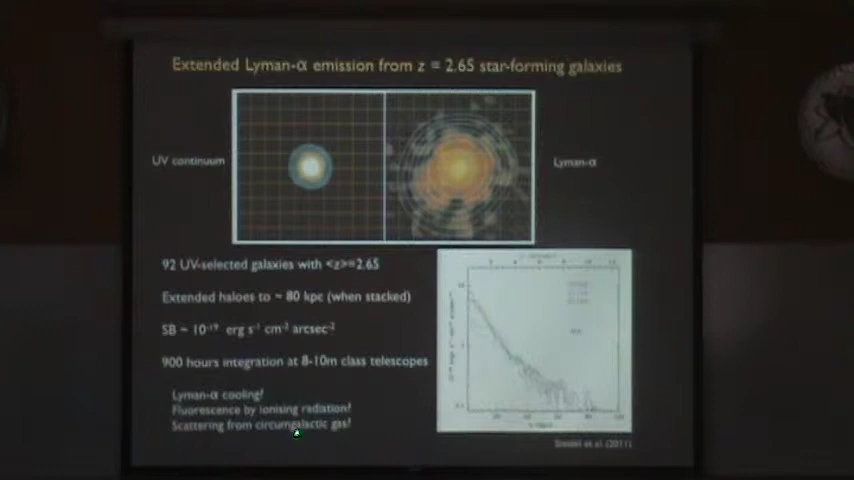 Extended Lyman-α emission from z = 2.65 star-forming galaxies
UV continuum
Lyman-α
92 UV-selected galaxies with <z>=2.65
Extended haloes to ~ 80 kpc (when stacked)
SB ~ 10⁻¹⁹ erg s⁻¹ cm⁻² arcsec⁻²
900 hours integration at 8-10m class telescopes
Lyman-α cooling?
Fluorescence by ionising radiation?
Scattering from circumgalactic gas?
Steidel et al. (2011)